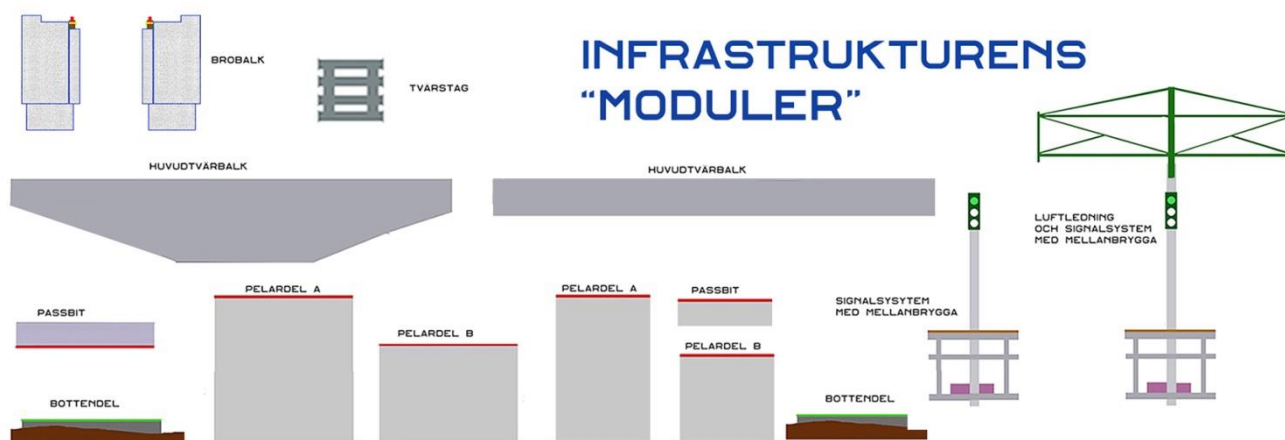 INFRASTRUKTURENS
“MODULER”
BROBALK
TVÄRSTAG
HUVUDTVÄRBALK
HUVUDTVÄRBALK
LUFTLEDNING
OCH SIGNALSYSTEM
MED MELLANBRYGGA
PELARDEL A
PELARDEL A
PASSBIT
SIGNALSYSYTEM
MED MELLANBRYGGA
PASSBIT
PELARDEL B
PELARDEL B
BOTTENDEL
BOTTENDEL